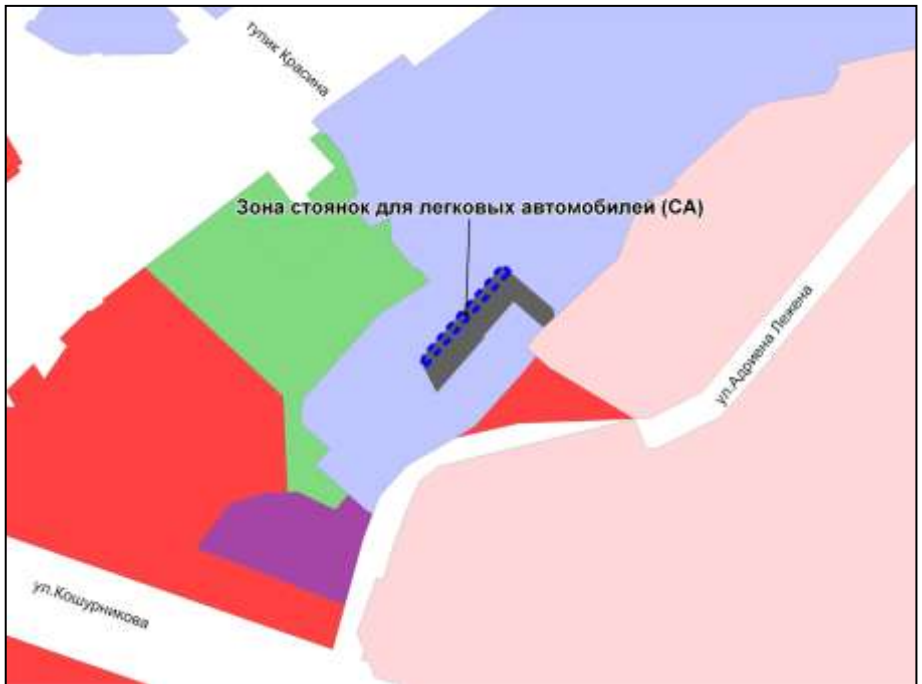 тупик Красина
Зона стоянок для легковых автомобилей (СА)
ул.Адриена Лежена
ул.Кошурникова